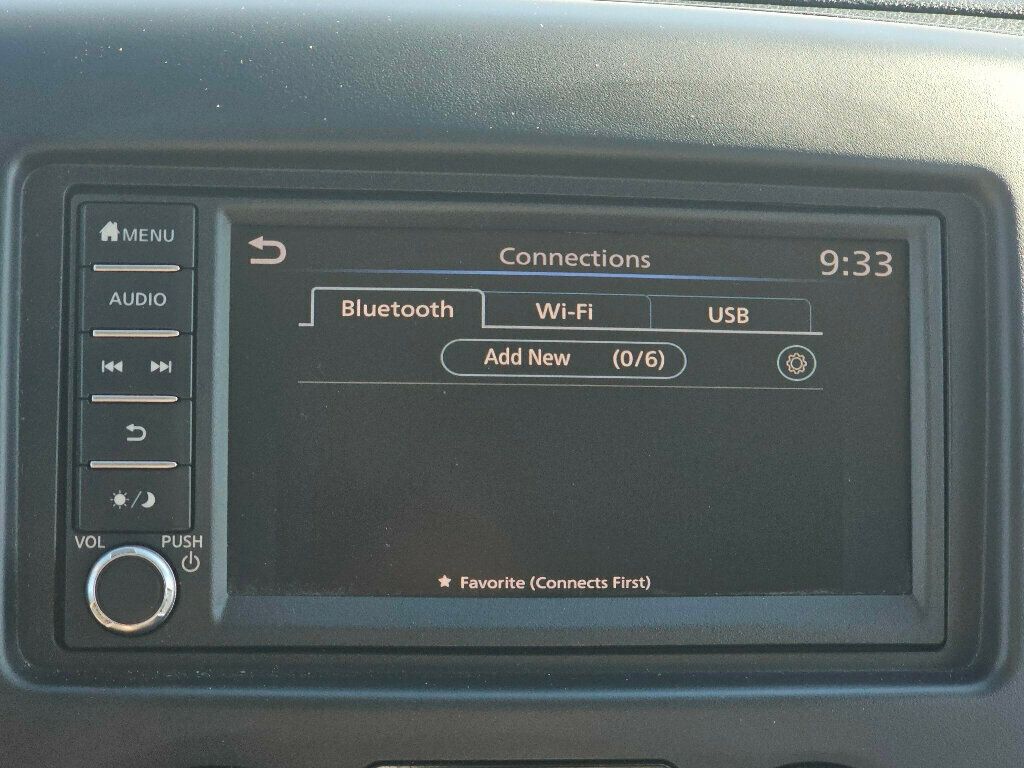 MENU
AUDIO
VOL
PUSH
Connections
9:33
Bluetooth
Wi-Fi
USB
Add New (0/6)
Favorite (Connects First)